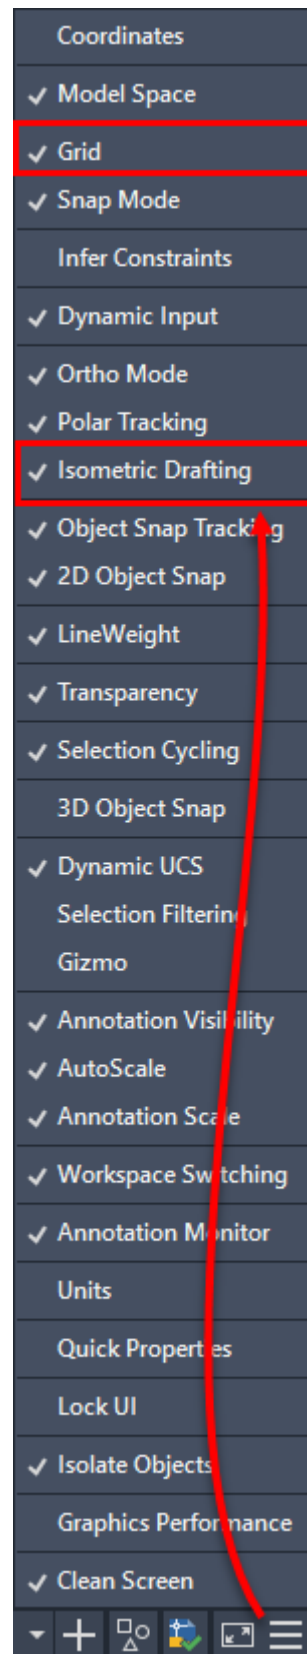 Coordinates
Model Space
Grid
Snap Mode
Infer Constraints
Dynamic Input
Ortho Mode
Polar Tracking
Isometric Drafting
Object Snap Tracking
2D Object Snap
LineWeight
Transparency
Selection Cycling
3D Object Snap
Dynamic UCS
Selection Filtering
Gizmo
Annotation Visibility
AutoScale
Annotation Scale
Workspace Switching
Annotation Monitor
Units
Quick Properties
Lock UI
Isolate Objects
Graphics Performance
Clean Screen